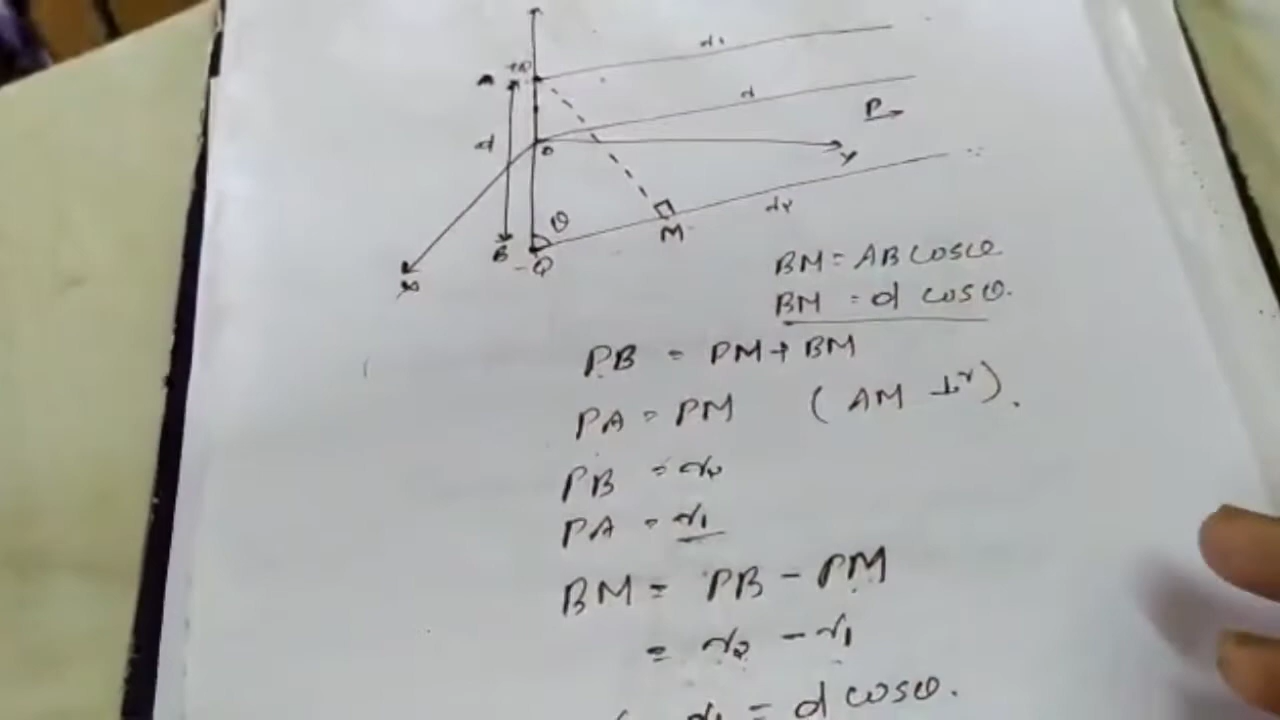 r₁
A +Q
r
d
P
O
Y
r₂
θ
M
B -Q
X
BM = AB cosθ
BM = d cosθ.
PB = PM + BM
PA = PM (AM ⊥r).
PB = r₂
PA = r₁
BM = PB - PM
= r₂ - r₁
r₁ = d cosθ.